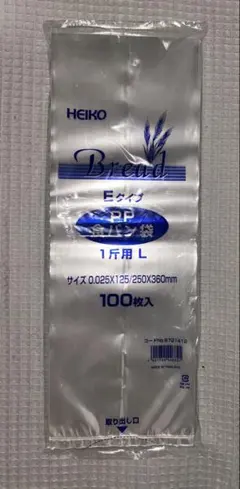 HEIKO
Bread
Eタイプ
PP
食パン袋
1斤用 L
サイズ 0.025X125/250X360mm
100枚入
取り出し口